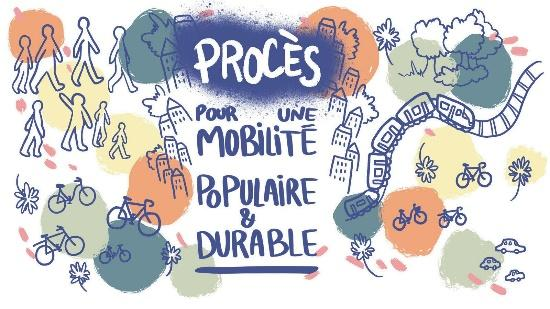 PROCÈS
POUR UNE
MOBILITÉ
POPULAIRE
&
DURABLE